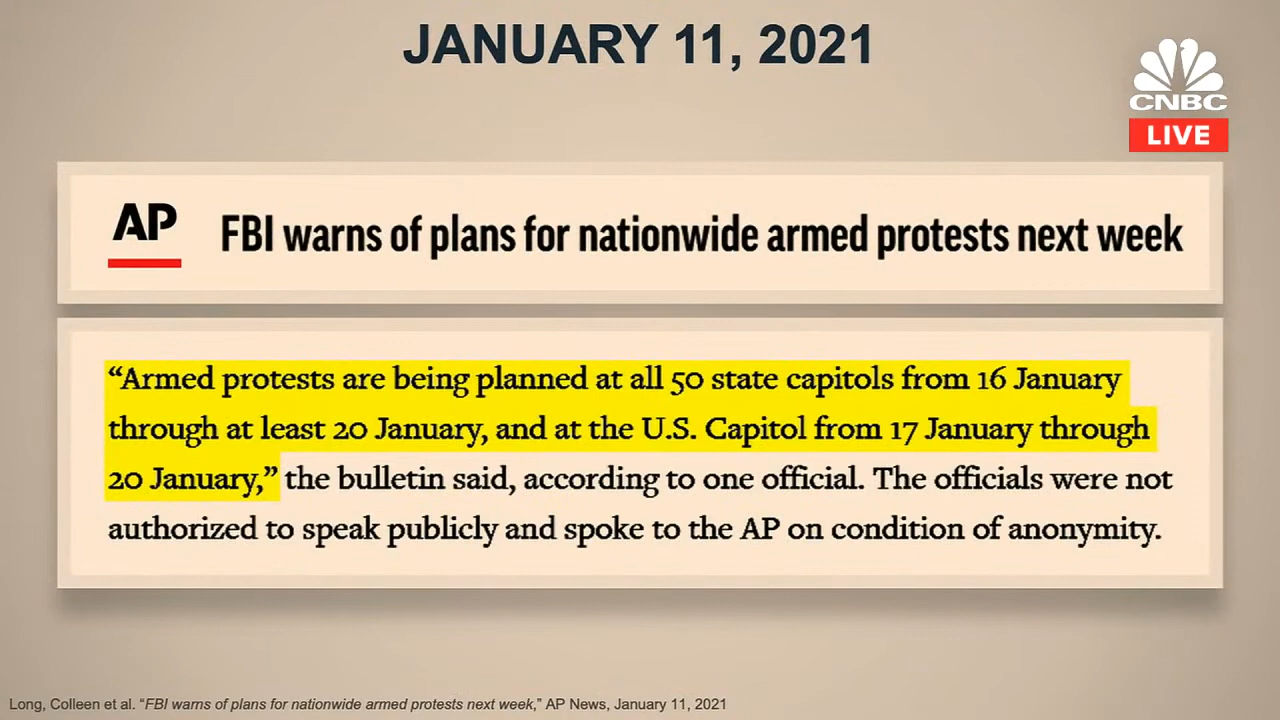 JANUARY 11, 2021
CNBC
LIVE
AP FBI warns of plans for nationwide armed protests next week
“Armed protests are being planned at all 50 state capitols from 16 January
through at least 20 January, and at the U.S. Capitol from 17 January through
20 January,” the bulletin said, according to one official. The officials were not
authorized to speak publicly and spoke to the AP on condition of anonymity.
Long, Colleen et al. “FBI warns of plans for nationwide armed protests next week,” AP News, January 11, 2021